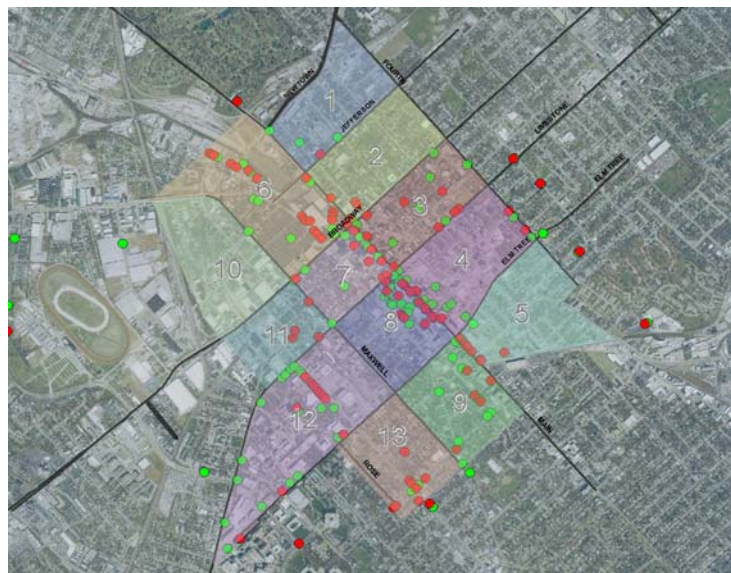 NEWTOWN
FOURTH
1
JEFFERSON
LIMESTONE
2
ELM TREE
6
3
BROADWAY
4
10
7
ELM TREE
5
8
11
MAXWELL
12
9
13
MAIN
ROSE